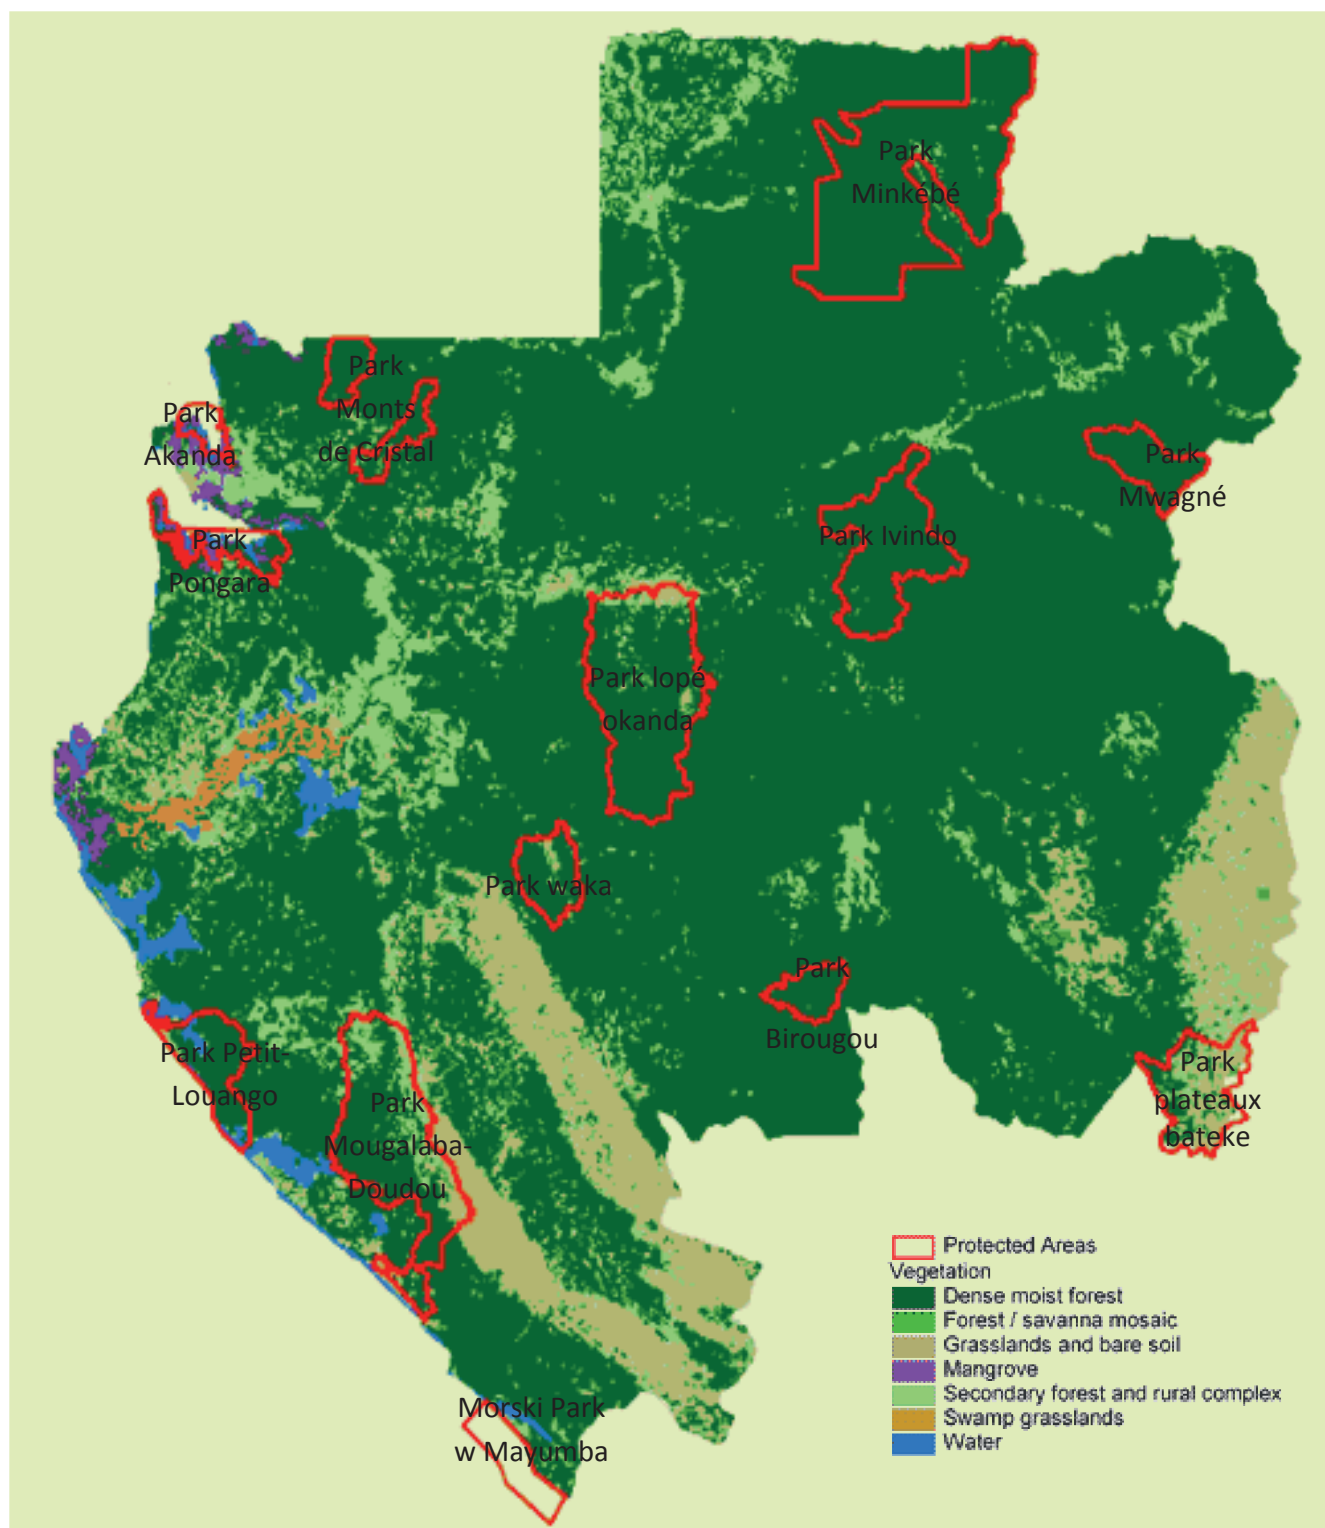 Park
Minkébé
Park
Monts
de Cristal
Park
Akanda
Park
Mwagné
Park
Pongara
Park Ivindo
Park lopé
okanda
Park waka
Park
Birougou
Park Petit-
Louango
Park
Mougalaba-
Doudou
Park
plateaux
bateke
Morski Park
w Mayumba
Protected Areas
Vegetation
Dense moist forest
Forest / savanna mosaic
Grasslands and bare soil
Mangrove
Secondary forest and rural complex
Swamp grasslands
Water